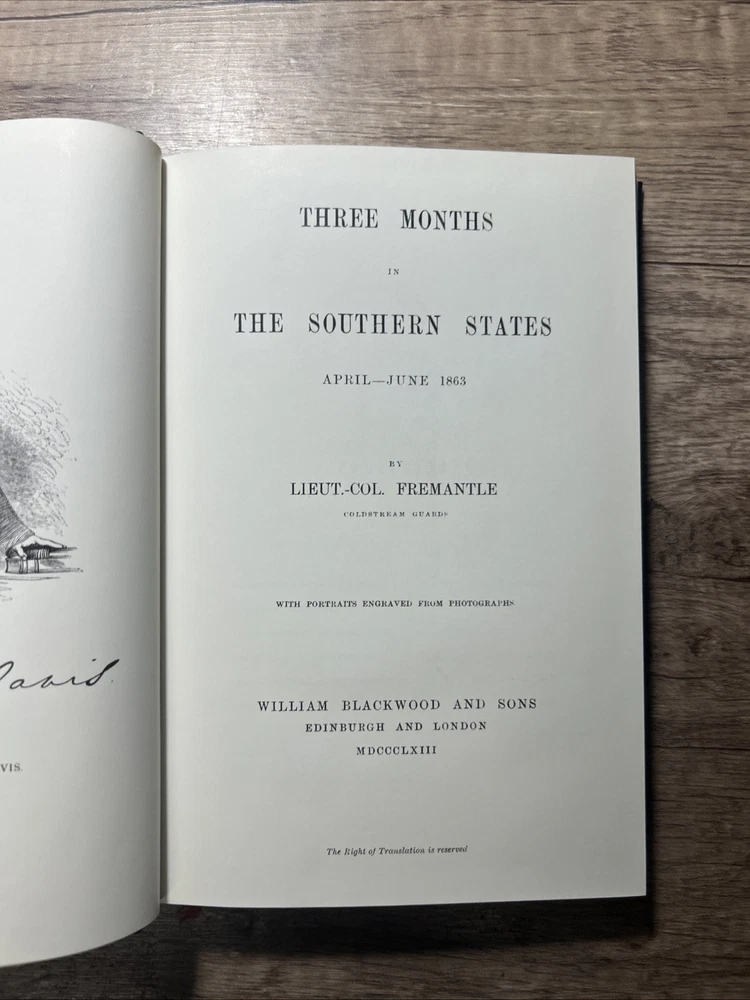 Davis.
VIS.
THREE MONTHS
IN
THE SOUTHERN STATES
APRIL—JUNE 1863
BY
LIEUT.-COL. FREMANTLE
COLDSTREAM GUARDS
WITH PORTRAITS ENGRAVED FROM PHOTOGRAPHS
WILLIAM BLACKWOOD AND SONS
EDINBURGH AND LONDON
MDCCCLXIII
The Right of Translation is reserved